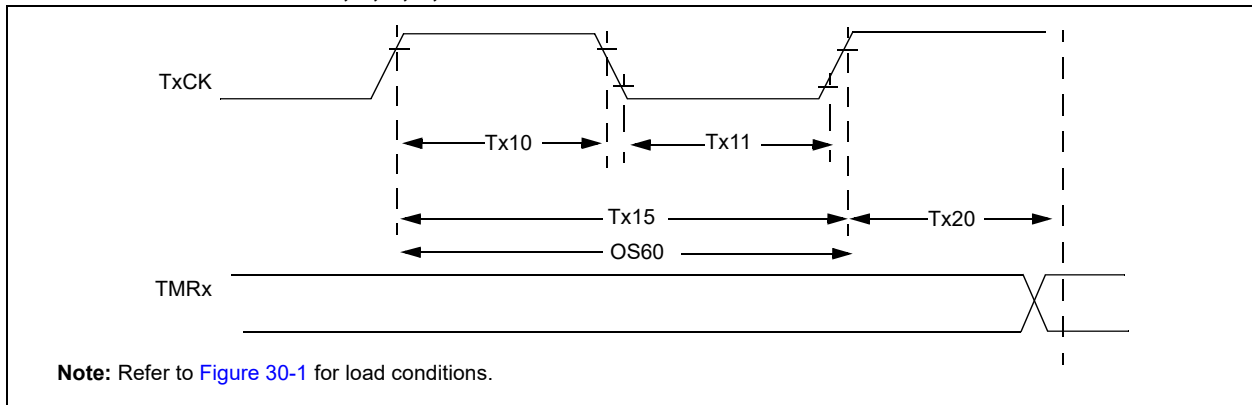 TxCK
Tx10
Tx11
Tx15
Tx20
OS60
TMRx
Note: Refer to Figure 30-1 for load conditions.